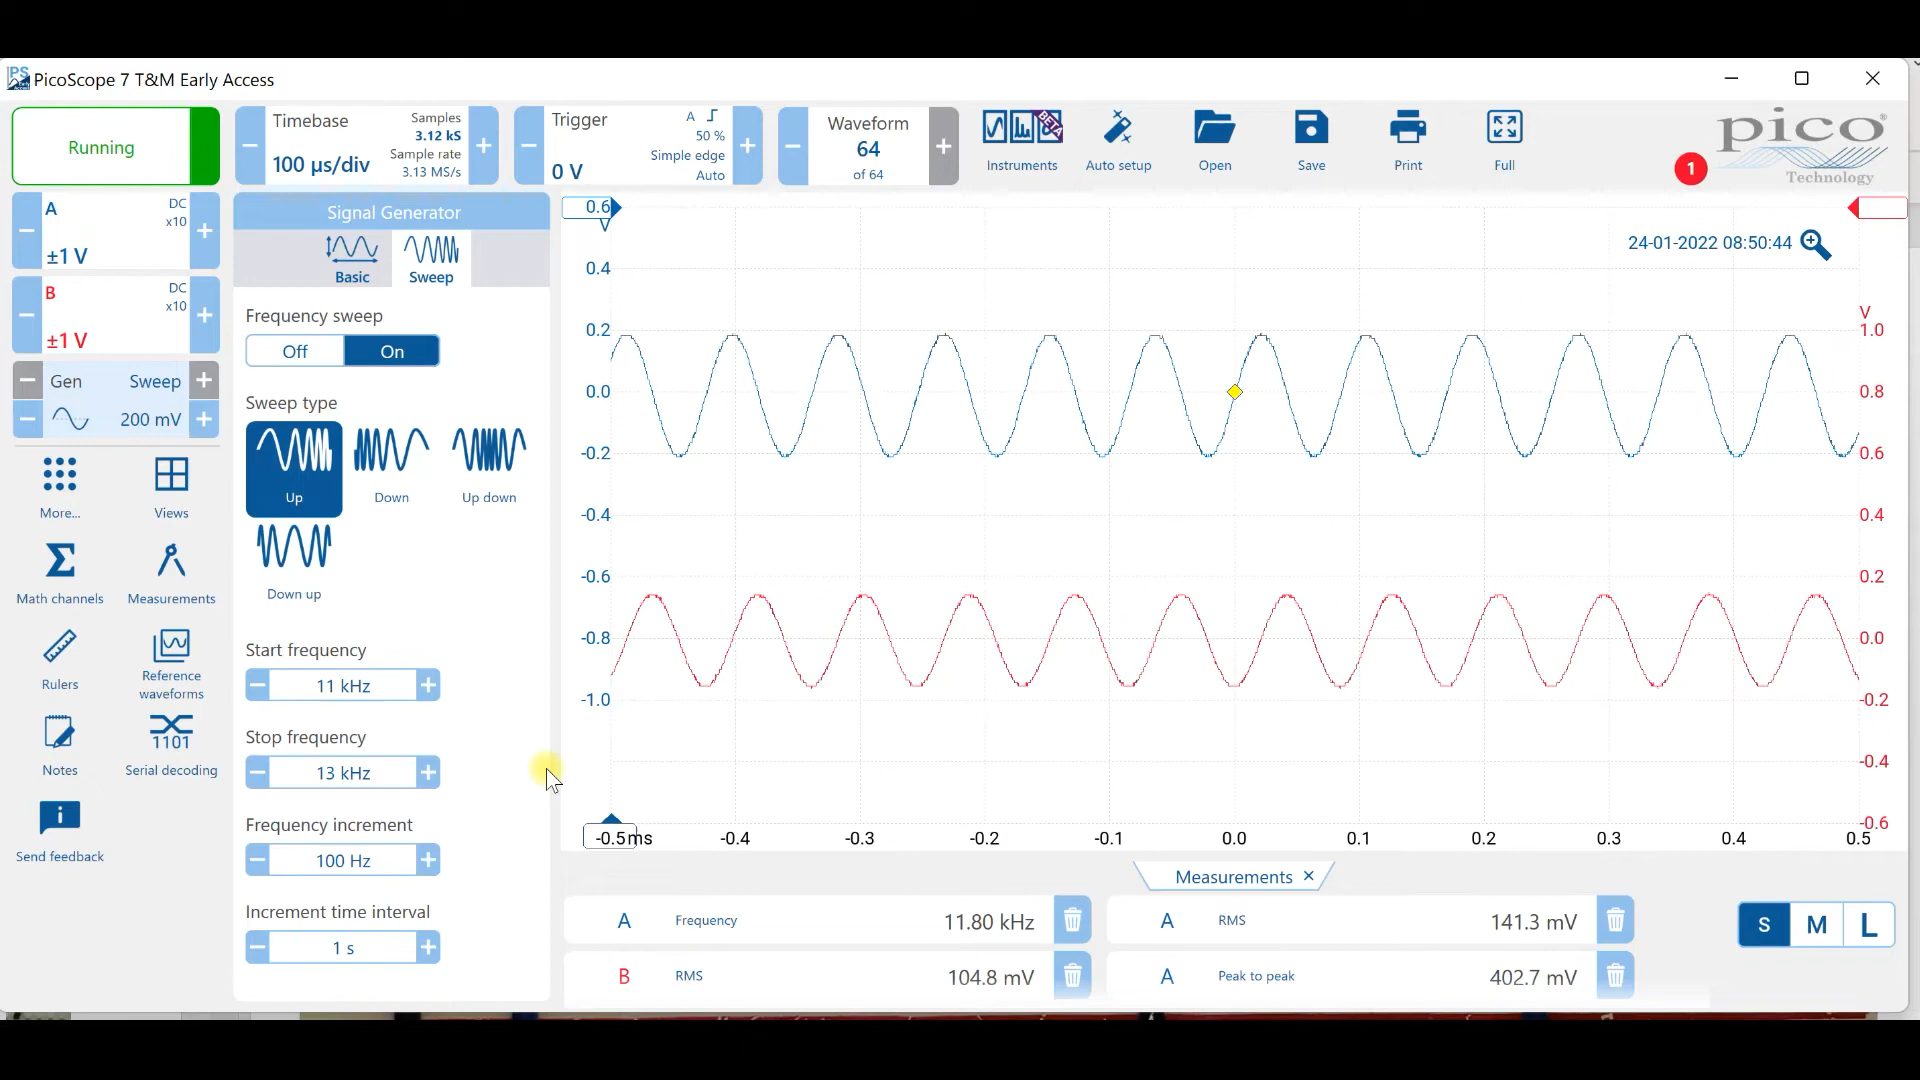 PS
PicoScope 7 T&M Early Access
Running
Timebase
100 µs/div
Samples
3.12 kS
Sample rate
3.13 MS/s
Trigger
0 V
A
50 %
Simple edge
Auto
Waveform
64
of 64
BETA
Instruments
Auto setup
Open
Save
Print
Full
1
pico®
Technology
A
DC
x10
±1 V
B
DC
x10
±1 V
Gen
Sweep
200 mV
More...
Views
Math channels
Measurements
Rulers
Reference
waveforms
Notes
1101
Serial decoding
i
Send feedback
Signal Generator
Basic
Sweep
Frequency sweep
Off
On
Sweep type
Up
Down
Up down
Down up
Start frequency
11 kHz
Stop frequency
13 kHz
Frequency increment
100 Hz
Increment time interval
1 s
24-01-2022 08:50:44
0.6
V
0.4
0.2
0.0
-0.2
-0.4
-0.6
-0.8
-1.0
V
1.0
0.8
0.6
0.4
0.2
0.0
-0.2
-0.4
-0.6
-0.5 ms
-0.4
-0.3
-0.2
-0.1
0.0
0.1
0.2
0.3
0.4
0.5
Measurements
A Frequency 11.80 kHz
A RMS 141.3 mV
B RMS 104.8 mV
A Peak to peak 402.7 mV
S M L